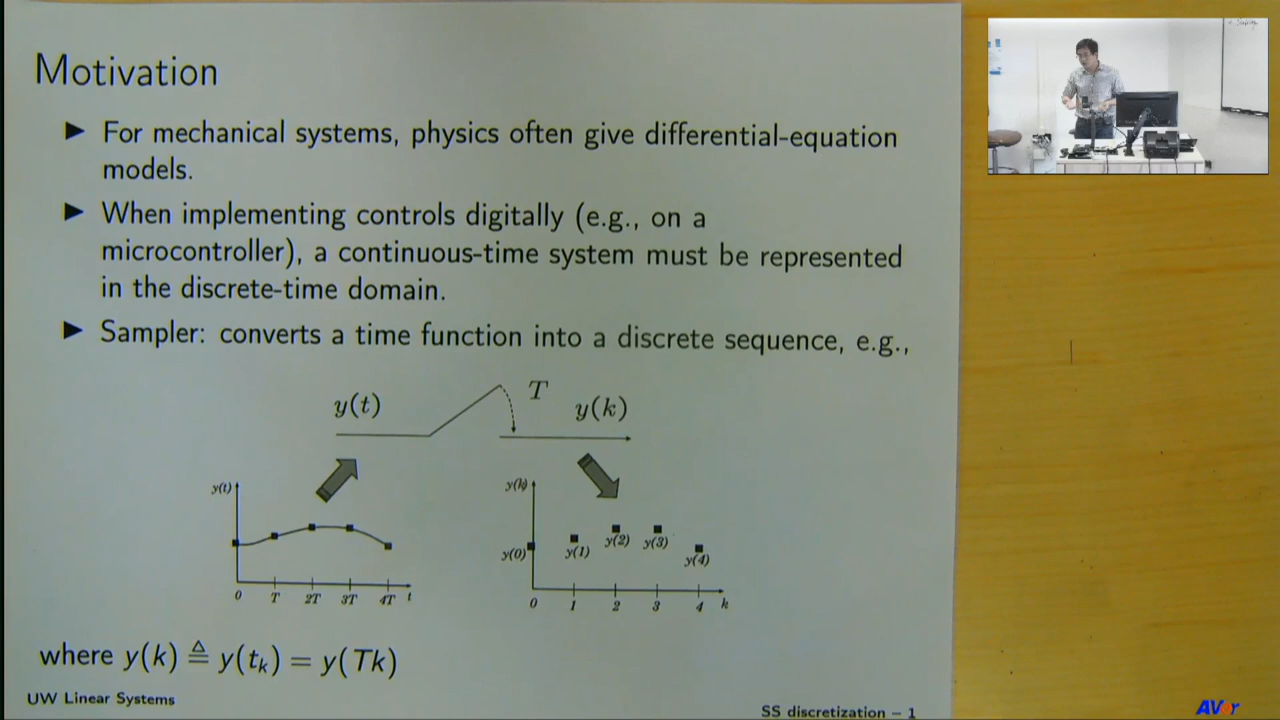 Motivation
▶ For mechanical systems, physics often give differential-equation
models.
▶ When implementing controls digitally (e.g., on a
microcontroller), a continuous-time system must be represented
in the discrete-time domain.
▶ Sampler: converts a time function into a discrete sequence, e.g.,
y(t) T y(k)
y(t)
0 T 2T 3T 4T t
y(k)
y(0) y(1) y(2) y(3) y(4)
0 1 2 3 4 k
where y(k) ≜ y(tₖ) = y(Tk)
UW Linear Systems
SS discretization – 1
AVer